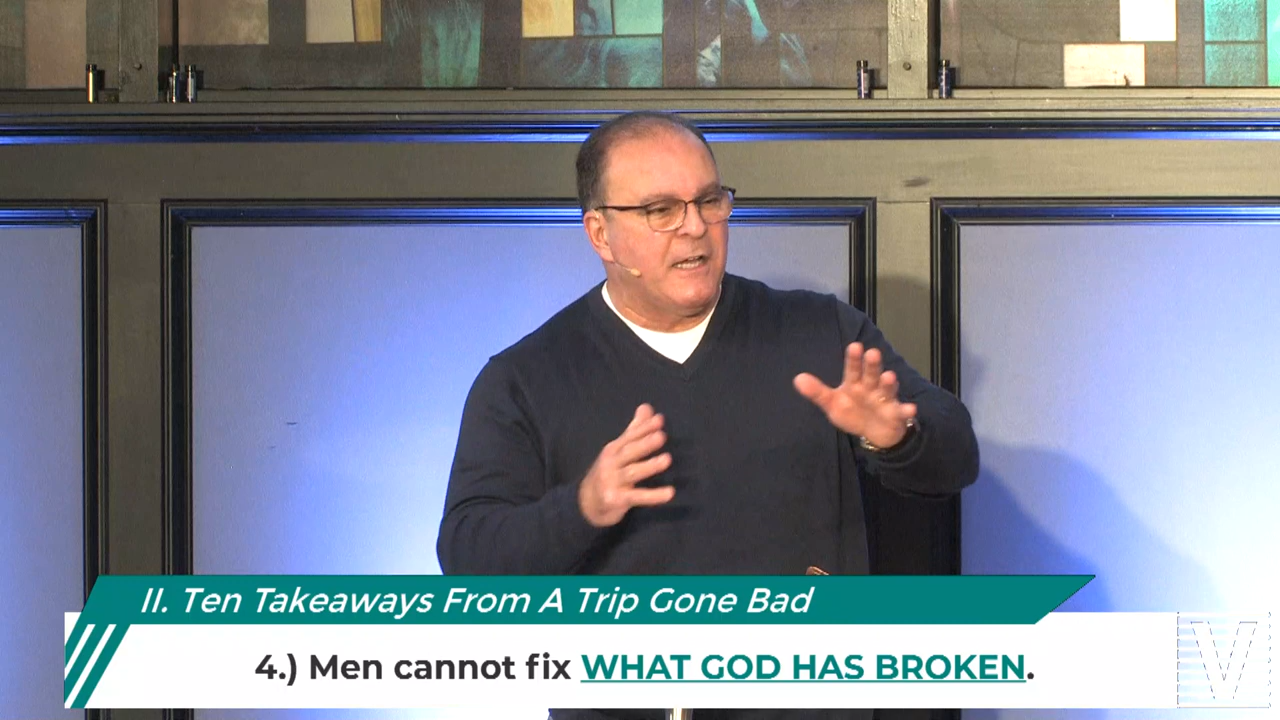 II. Ten Takeaways From A Trip Gone Bad
4.) Men cannot fix WHAT GOD HAS BROKEN.
V